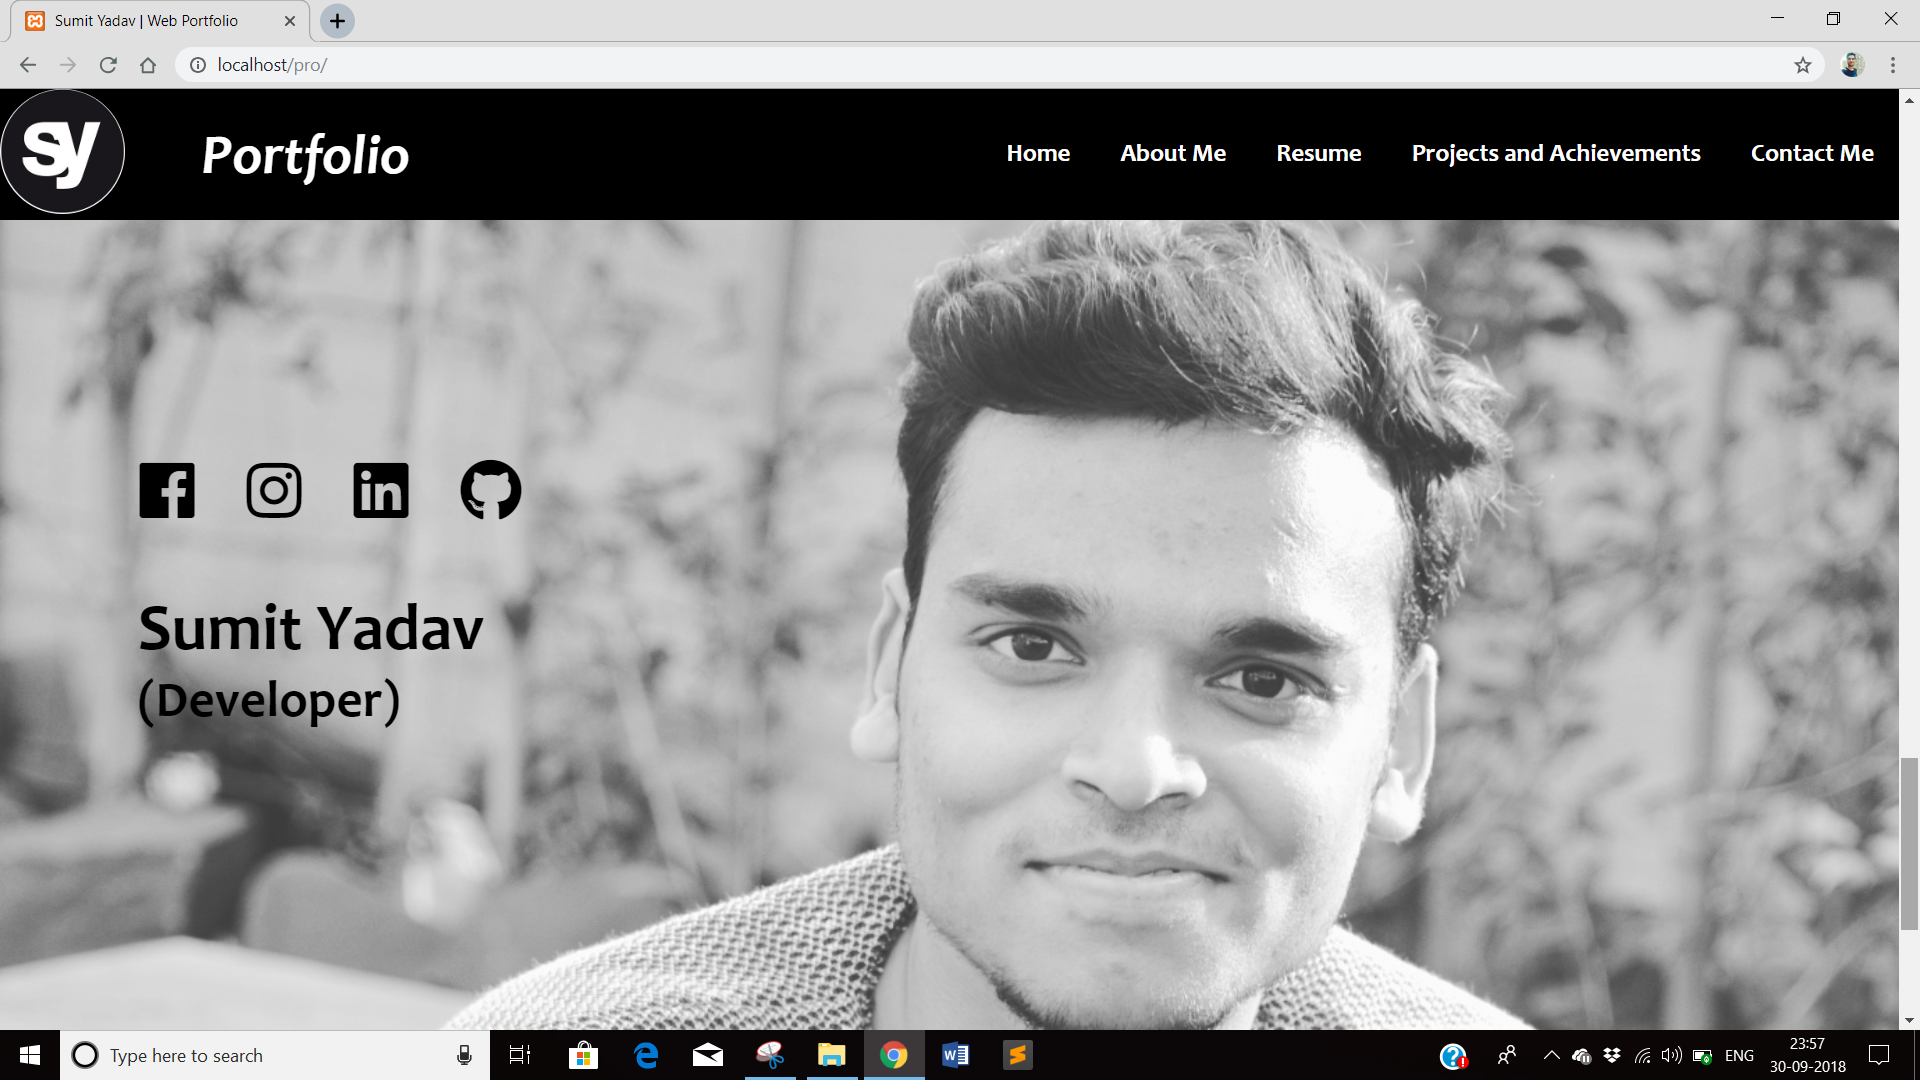 Sumit Yadav | Web Portfolio
localhost/pro/
sy
Portfolio
Home About Me Resume Projects and Achievements Contact Me
Sumit Yadav
(Developer)
Type here to search
ENG
23:57
30-09-2018